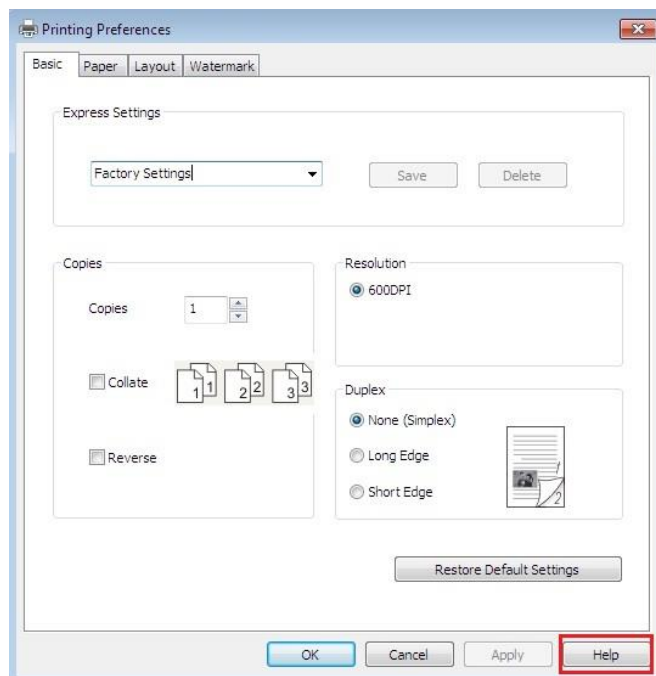 Printing Preferences
Basic Paper Layout Watermark
Express Settings
Factory Settings
Save Delete
Copies
Copies 1
Collate 1 1 2 2 3 3
Reverse
Resolution
600DPI
Duplex
None (Simplex)
Long Edge
Short Edge
1
2
Restore Default Settings
OK Cancel Apply Help